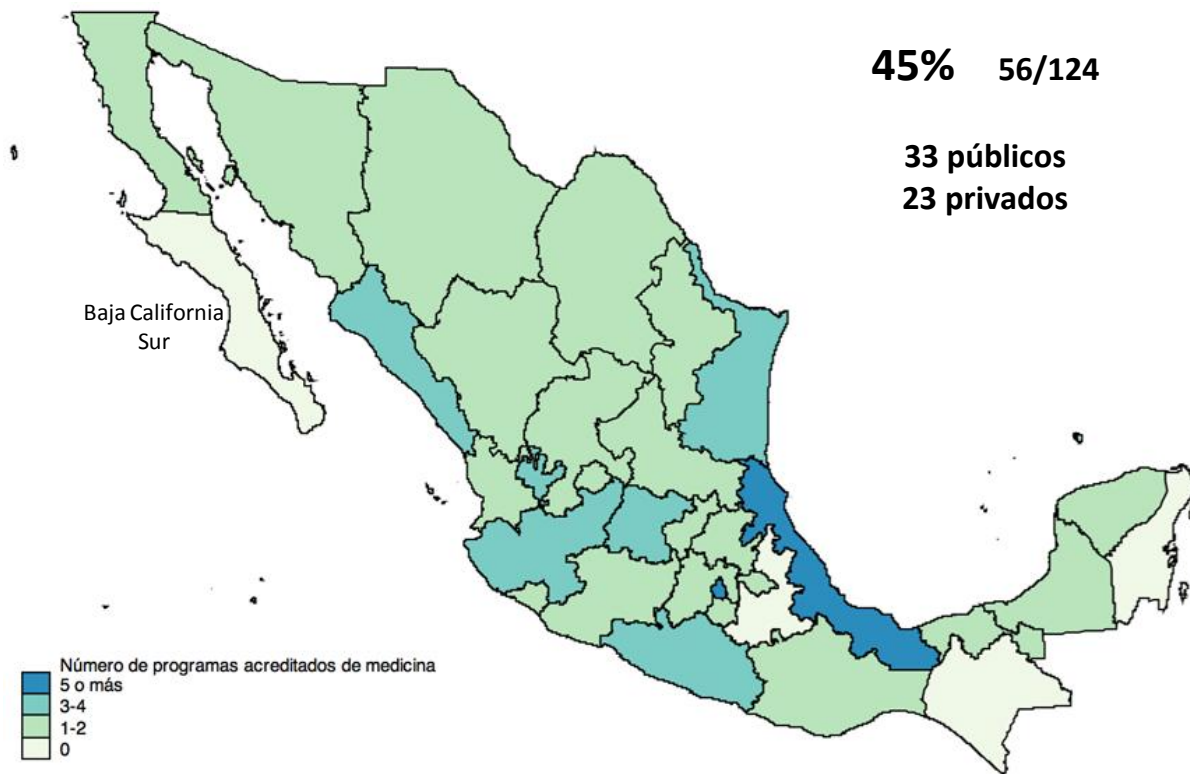 45% 56/124
33 públicos
23 privados
Baja California
Sur
Número de programas acreditados de medicina
5 o más
3-4
1-2
0